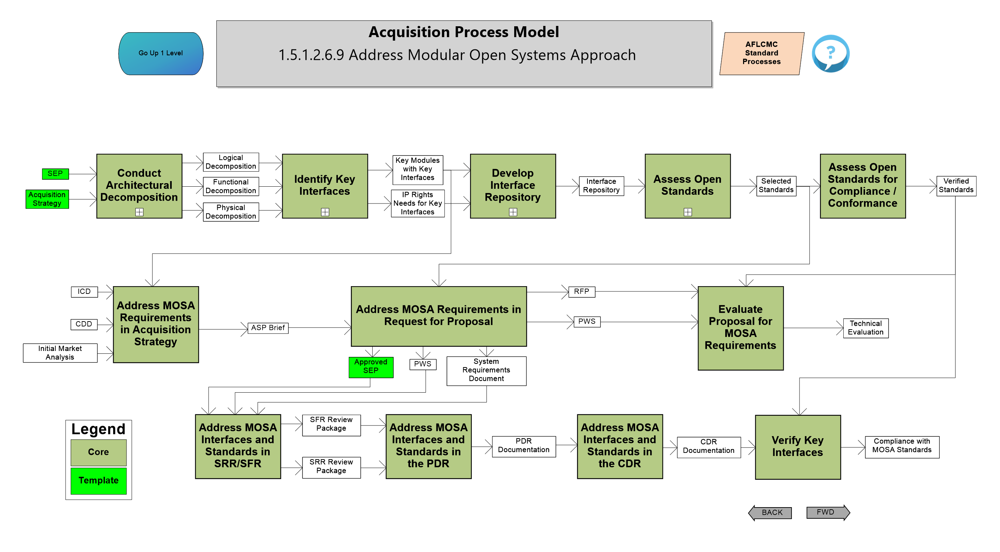 Acquisition Process Model
1.5.1.2.6.9 Address Modular Open Systems Approach
Go Up 1 Level
AFLCMC
Standard
Processes
?
SEP
Acquisition
Strategy
Conduct
Architectural
Decomposition
Logical
Decomposition
Functional
Decomposition
Physical
Decomposition
Identify Key
Interfaces
Key Modules
with Key
Interfaces
IP Rights
Needs for Key
Interfaces
Develop
Interface
Repository
Interface
Repository
Assess Open
Standards
Selected
Standards
Assess Open
Standards for
Compliance /
Conformance
Verified
Standards
ICD
CDD
Initial Market
Analysis
Address MOSA
Requirements
in Acquisition
Strategy
ASP Brief
Address MOSA Requirements in
Request for Proposal
RFP
PWS
Evaluate
Proposal for
MOSA
Requirements
Technical
Evaluation
Approved
SEP
PWS
System
Requirements
Document
Address MOSA
Interfaces and
Standards in
SRR/SFR
SFR Review
Package
SRR Review
Package
Address MOSA
Interfaces and
Standards in
the PDR
PDR
Documentation
Address MOSA
Interfaces and
Standards in
the CDR
CDR
Documentation
Verify Key
Interfaces
Compliance with
MOSA Standards
Legend
Core
Template
BACK
FWD